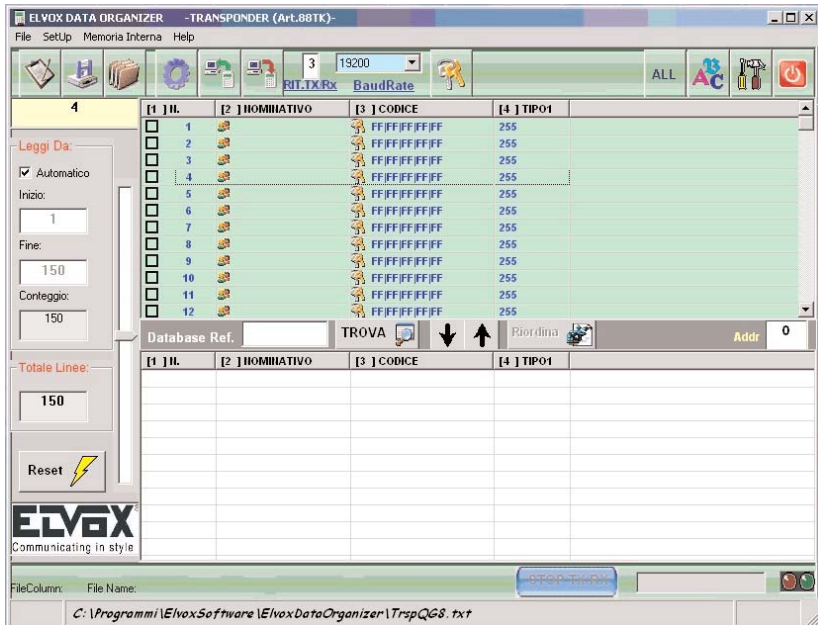 ELVOX DATA ORGANIZER -TRANSPONDER (Art.88TK)-
File SetUp Memoria Interna Help
3 19200 ALL
RIT.TX/Rx BaudRate
4
[1 ] N. [2 ] NOMINATIVO [3 ] CODICE [4 ] TIPO1
1 FF|FF|FF|FF|FF 255
2 FF|FF|FF|FF|FF 255
3 FF|FF|FF|FF|FF 255
4 FF|FF|FF|FF|FF 255
5 FF|FF|FF|FF|FF 255
6 FF|FF|FF|FF|FF 255
7 FF|FF|FF|FF|FF 255
8 FF|FF|FF|FF|FF 255
9 FF|FF|FF|FF|FF 255
10 FF|FF|FF|FF|FF 255
11 FF|FF|FF|FF|FF 255
12 FF|FF|FF|FF|FF 255
Leggi Da:
Automatico
Inizio:
1
Fine:
150
Conteggio:
150
Database Ref. TROVA Riordina Addr 0
[1 ] N. [2 ] NOMINATIVO [3 ] CODICE [4 ] TIPO1
Totale Linee:
150
Reset
ELVOX
Communicating in style
STOP TX-RX
FileColumn: File Name:
C:\Programmi\ElvoxSoftware\ElvoxDataOrganizer\TrspQG8.txt